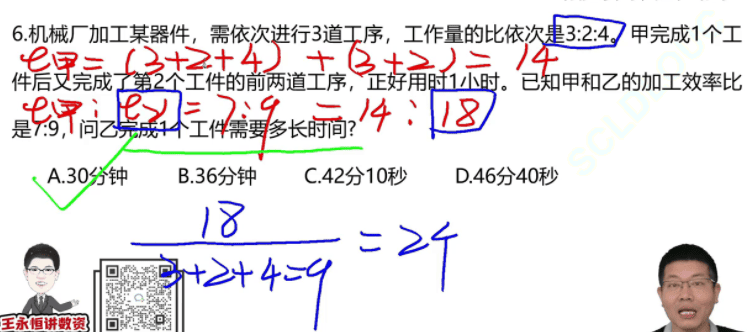 6.机械厂加工某器件，需依次进行3道工序，工作量的比依次是3:2:4。甲完成1个工
e甲=(3+2+4)+(3+2)=14
件后又完成了第2个工件的前两道工序，正好用时1小时。已知甲和乙的加工效率比
e甲:e乙=7:9=14:18
是7:9，问乙完成1个工件需要多长时间?
A.30分钟 B.36分钟 C.42分10秒 D.46分40秒
18
3+2+4=9
=24
王永恒讲数资
SCLDAOCG